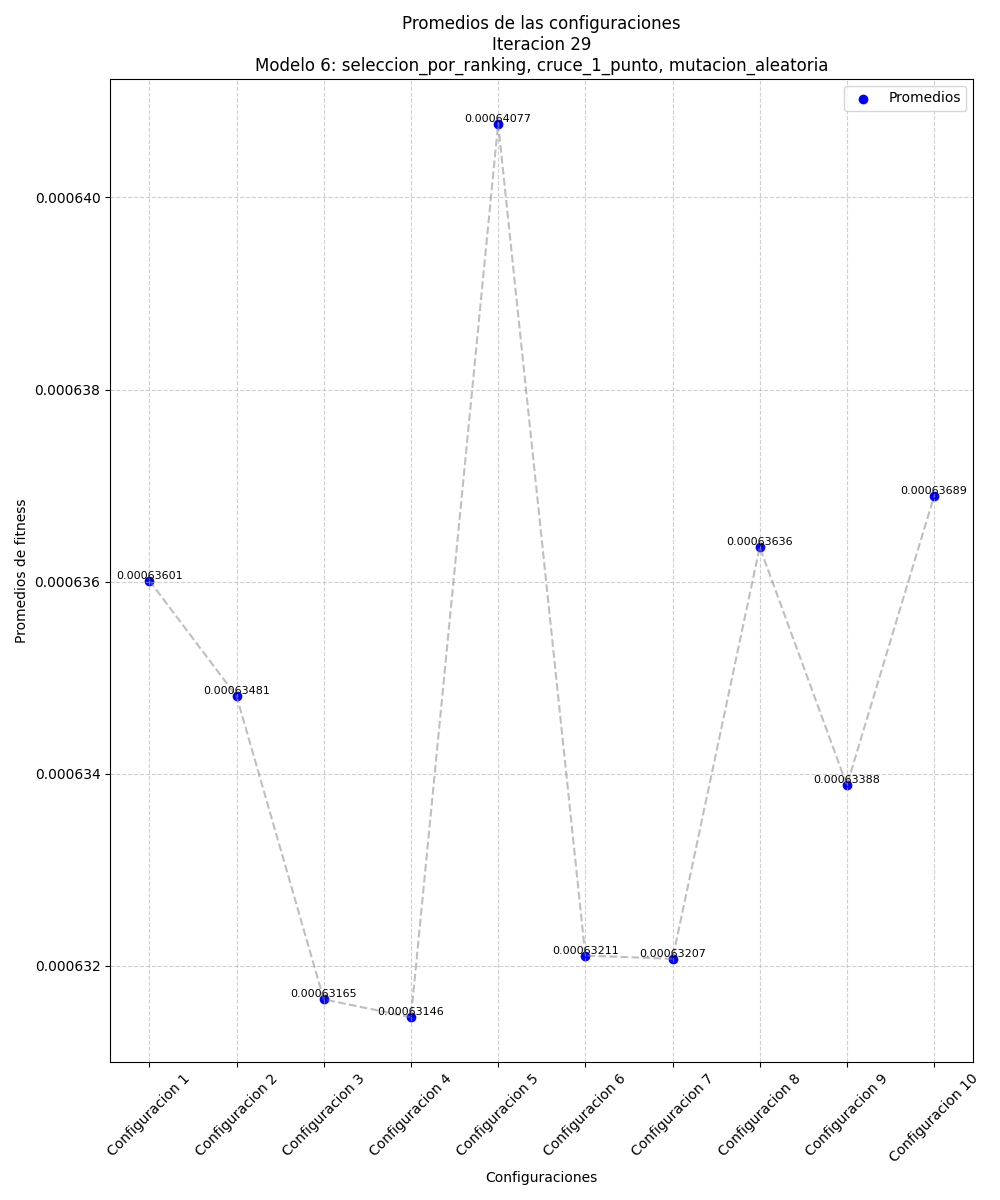 Promedios de las configuraciones
Iteracion 29
Modelo 6: seleccion_por_ranking, cruce_1_punto, mutacion_aleatoria
Promedios
0.00064077
0.000640
0.000638
0.00063689
0.00063636
0.00063601
0.000636
0.00063481
0.000634
0.00063388
0.00063211
0.00063207
0.000632
0.00063165
0.00063146
Promedios de fitness
Configuracion 1
Configuracion 2
Configuracion 3
Configuracion 4
Configuracion 5
Configuracion 6
Configuracion 7
Configuracion 8
Configuracion 9
Configuracion 10
Configuraciones